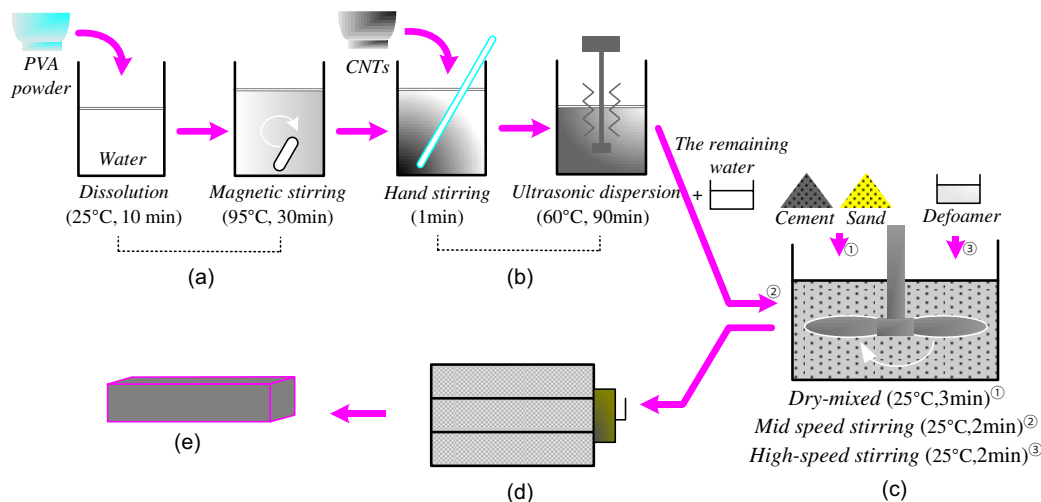 PVA
powder
Water
Dissolution
(25°C, 10 min)
Magnetic stirring
(95°C, 30min)
(a)
CNTs
Hand stirring
(1min)
Ultrasonic dispersion
(60°C, 90min)
(b)
The remaining
water
+
Cement
Sand
Defoamer
①
③
②
Dry-mixed (25°C,3min)①
Mid speed stirring (25°C,2min)②
High-speed stirring (25°C,2min)③
(c)
(d)
(e)